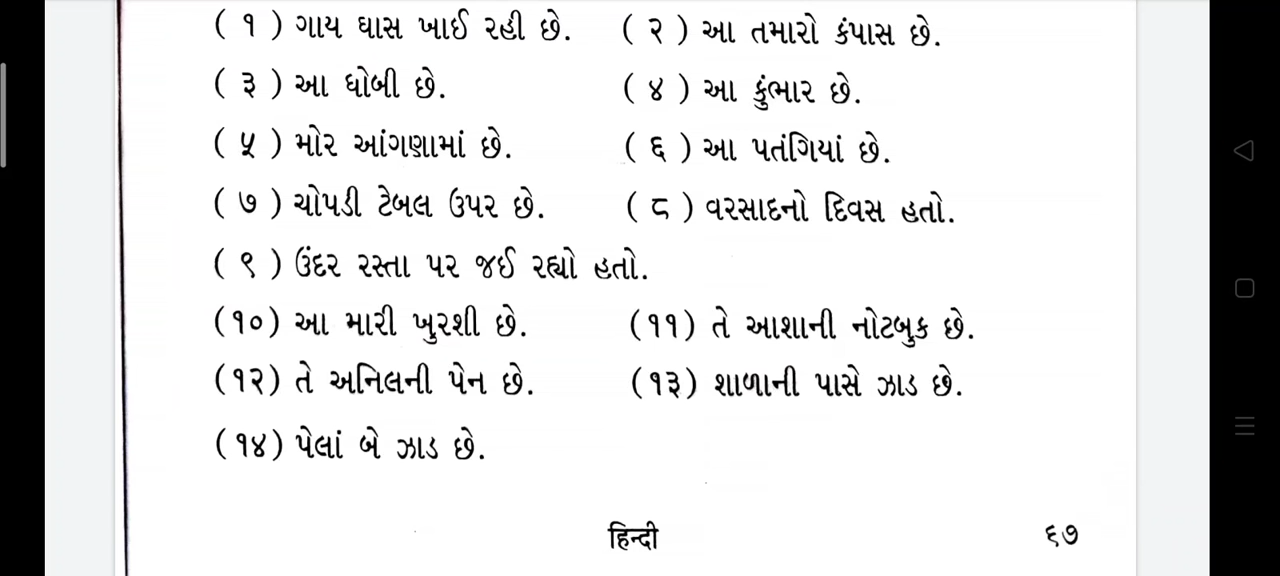 (૧) ગાય ઘાસ ખાઈ રહી છે. (૨) આ તમારો કંપાસ છે.
(૩) આ ધોબી છે. (૪) આ કુંભાર છે.
(૫) મોર આંગણામાં છે. (૬) આ પતંગિયાં છે.
(૭) ચોપડી ટેબલ ઉપર છે. (૮) વરસાદનો દિવસ હતો.
(૯) ઉંદર રસ્તા પર જઈ રહ્યો હતો.
(૧૦) આ મારી ખુરશી છે. (૧૧) તે આશાની નોટબુક છે.
(૧૨) તે અનિલની પેન છે. (૧૩) શાળાની પાસે ઝાડ છે.
(૧૪) પેલાં બે ઝાડ છે.
हिन्दी ૬૭